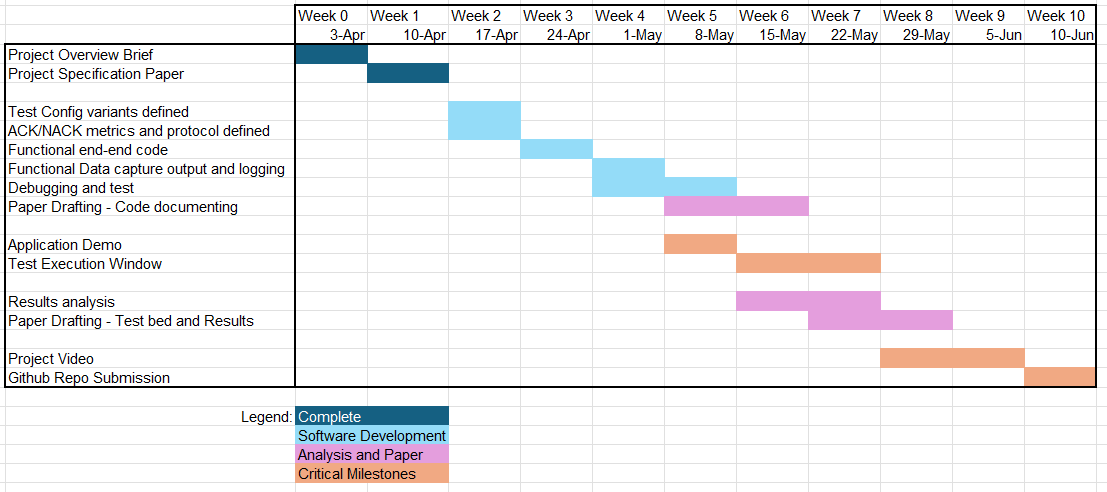 Week 0 Week 1 Week 2 Week 3 Week 4 Week 5 Week 6 Week 7 Week 8 Week 9 Week 10
3-Apr 10-Apr 17-Apr 24-Apr 1-May 8-May 15-May 22-May 29-May 5-Jun 10-Jun
Project Overview Brief
Project Specification Paper
Test Config variants defined
ACK/NACK metrics and protocol defined
Functional end-end code
Functional Data capture output and logging
Debugging and test
Paper Drafting - Code documenting
Application Demo
Test Execution Window
Results analysis
Paper Drafting - Test bed and Results
Project Video
Github Repo Submission
Legend: Complete
Software Development
Analysis and Paper
Critical Milestones